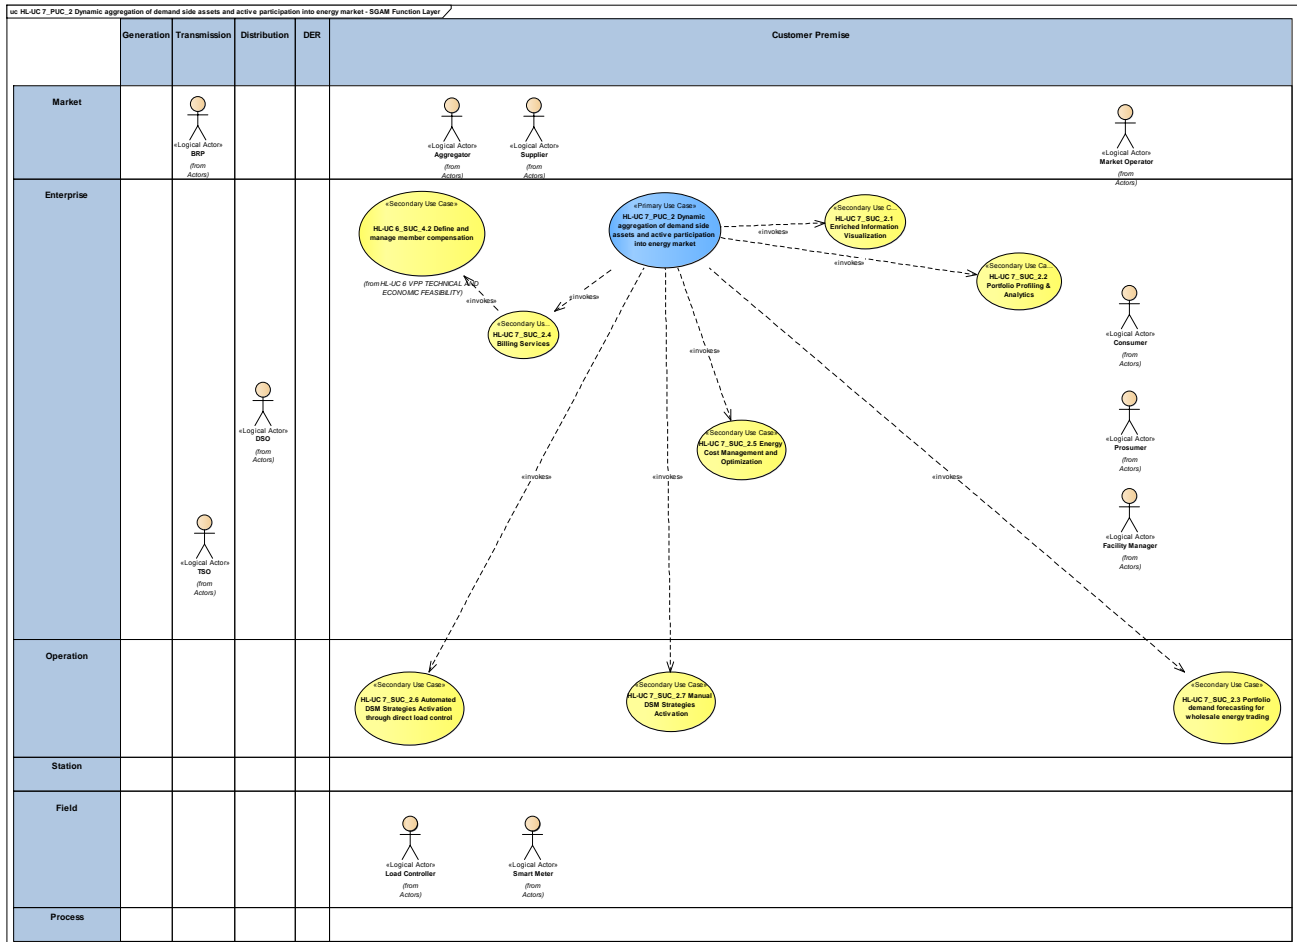 uc HL-UC 7_PUC_2 Dynamic aggregation of demand side assets and active participation into energy market - SGAM Function Layer
Generation
Transmission
Distribution
DER
Customer Premise
Market
«Logical Actor»
BRP
(from
Actors)
«Logical Actor»
Aggregator
(from
Actors)
«Logical Actor»
Supplier
(from
Actors)
«Logical Actor»
Market Operator
(from
Actors)
Enterprise
«Secondary Use Case»
HL-UC 6_SUC_4.2 Define and
manage member compensation
(from HL-UC 6 VPP TECHNICAL AND
ECONOMIC FEASIBILITY)
«Primary Use Case»
HL-UC 7_PUC_2 Dynamic
aggregation of demand side
assets and active participation
into energy market
«Secondary Use C...
HL-UC 7_SUC_2.1
Enriched Information
Visualization
«invokes»
«Secondary Use Ca...
HL-UC 7_SUC_2.2
Portfolio Profiling &
Analytics
«invokes»
«invokes»
«invokes»
«Secondary Us...
HL-UC 7_SUC_2.4
Billing Services
«Logical Actor»
Consumer
(from
Actors)
«invokes»
«Logical Actor»
DSO
(from
Actors)
«Secondary Use Case»
HL-UC 7_SUC_2.5 Energy
Cost Management and
Optimization
«Logical Actor»
Prosumer
(from
Actors)
«invokes»
«invokes»
«invokes»
«Logical Actor»
TSO
(from
Actors)
«Logical Actor»
Facility Manager
(from
Actors)
Operation
«Secondary Use Case»
HL-UC 7_SUC_2.6 Automated
DSM Strategies Activation
through direct load control
«Secondary Use Case»
HL-UC 7_SUC_2.7 Manual
DSM Strategies
Activation
«Secondary Use Case»
HL-UC 7_SUC_2.3 Portfolio
demand forecasting for
wholesale energy trading
Station
Field
«Logical Actor»
Load Controller
(from
Actors)
«Logical Actor»
Smart Meter
(from
Actors)
Process